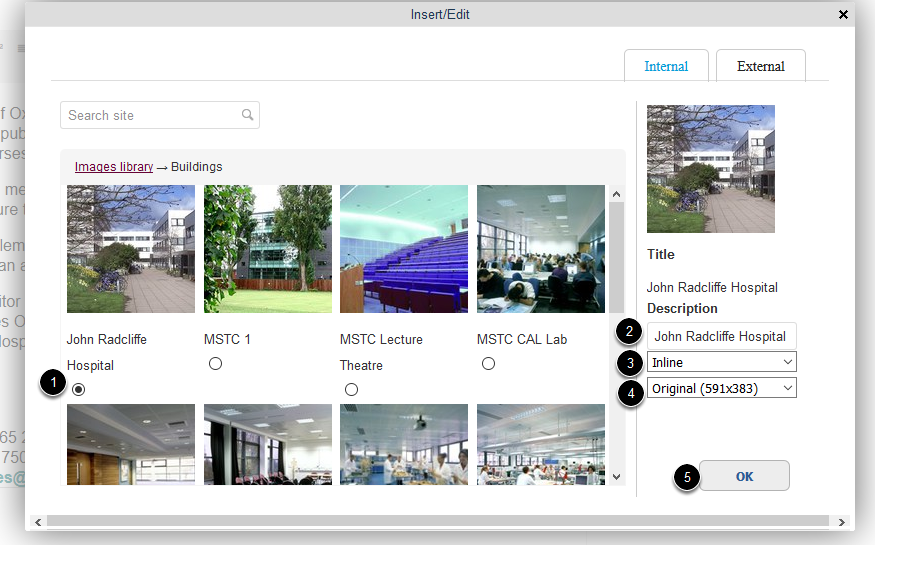 Insert/Edit
Internal
External
Search site
Images library → Buildings
John Radcliffe
Hospital
MSTC 1
MSTC Lecture
Theatre
MSTC CAL Lab
1
Title
John Radcliffe Hospital
Description
2
John Radcliffe Hospital
3
Inline
4
Original (591x383)
5
OK